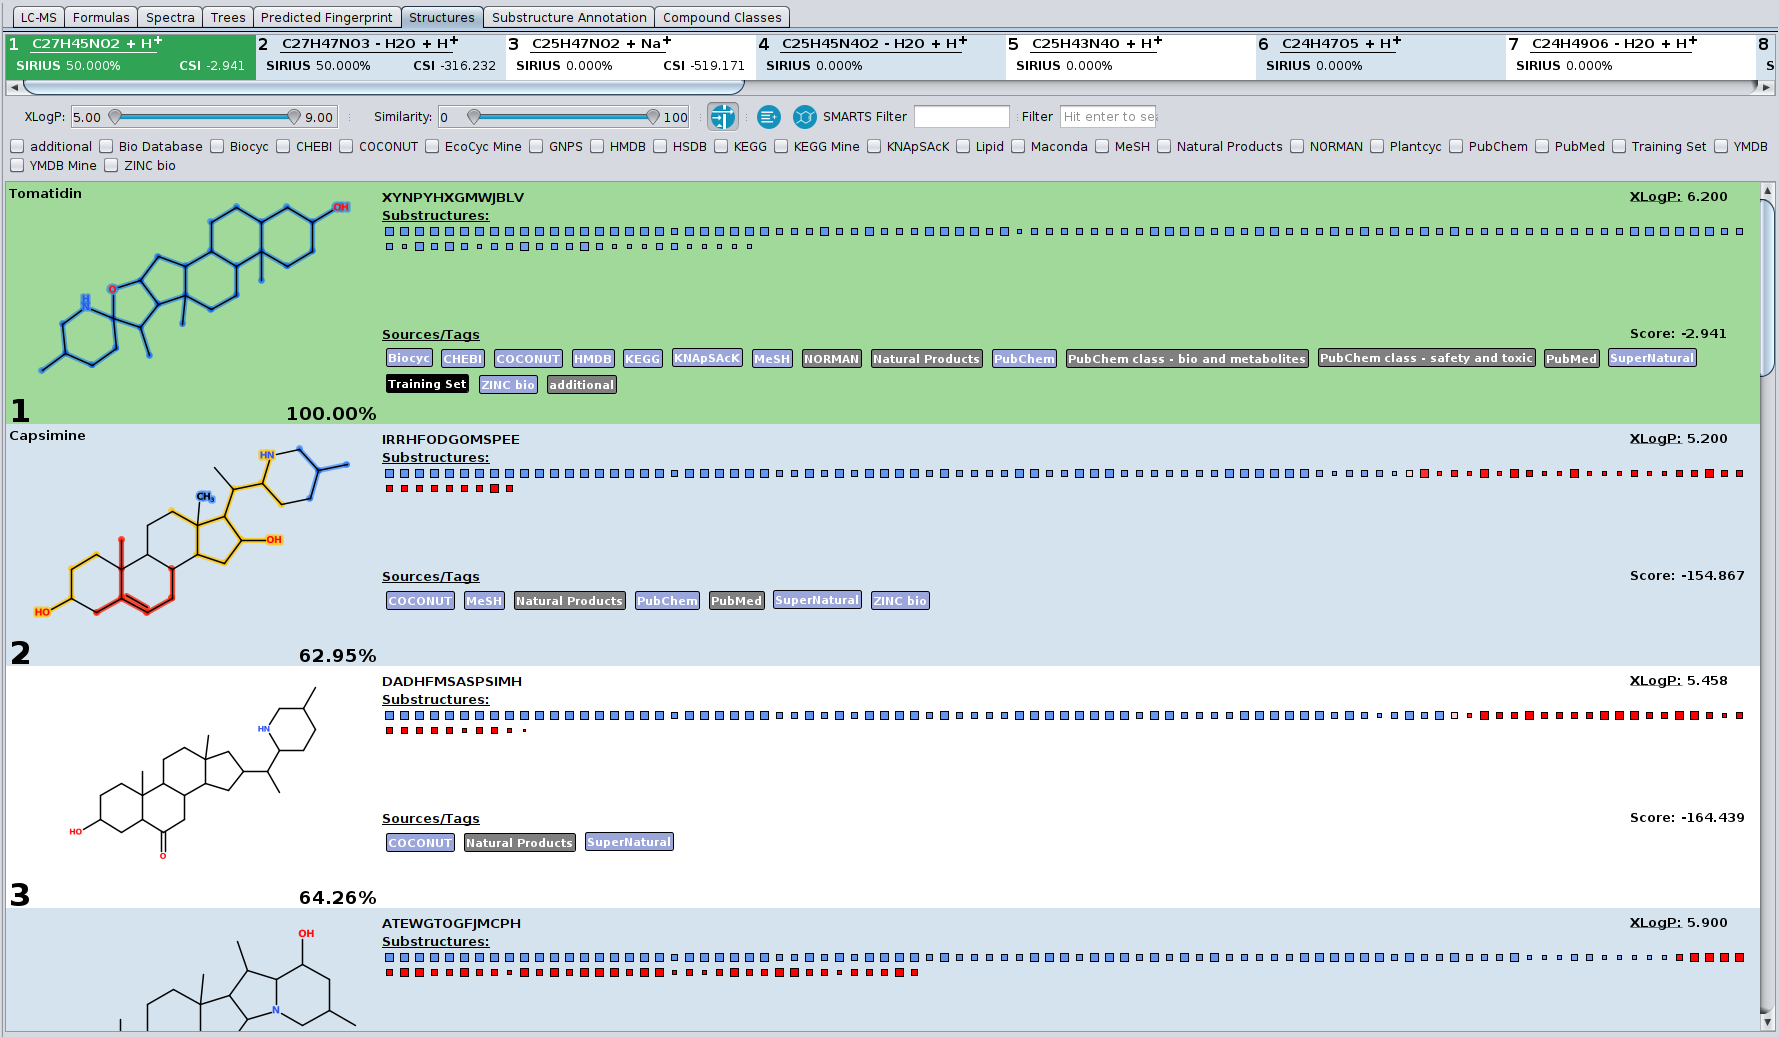 LC-MS Formulas Spectra Trees Predicted Fingerprint Structures Substructure Annotation Compound Classes
1 C27H45NO2 + H+ 2 C27H47NO3 - H2O + H+ 3 C25H47NO2 + Na+ 4 C25H45N4O2 - H2O + H+ 5 C25H43N4O + H+ 6 C24H47O5 + H+ 7 C24H49O6 - H2O + H+ 8
SIRIUS 50.000% CSI -2.941 SIRIUS 50.000% CSI -316.232 SIRIUS 0.000% CSI -519.171 SIRIUS 0.000% SIRIUS 0.000% SIRIUS 0.000% SIRIUS 0.000% S
XLogP: 5.00 9.00 Similarity: 0 100 SMARTS Filter Filter Hit enter to se
additional Bio Database Biocyc CHEBI COCONUT EcoCyc Mine GNPS HMDB HSDB KEGG KEGG Mine KNApSAcK Lipid Maconda MeSH Natural Products NORMAN Plantcyc PubChem PubMed Training Set YMDB
YMDB Mine ZINC bio
Tomatidin
XYNPYHXGMWJBLV XLogP: 6.200
Substructures:
OH
O
H
N
Sources/Tags Score: -2.941
Biocyc CHEBI COCONUT HMDB KEGG KNApSAcK MeSH NORMAN Natural Products PubChem PubChem class - bio and metabolites PubChem class - safety and toxic PubMed SuperNatural
Training Set ZINC bio additional
1 100.00%
Capsimine
IRRHFODGOMSPEE XLogP: 5.200
Substructures:
HN
CH3
OH
HO
Sources/Tags Score: -154.867
COCONUT MeSH Natural Products PubChem PubMed SuperNatural ZINC bio
2 62.95%
DADHFMSASPSIMH XLogP: 5.458
Substructures:
HN
HO
O
Sources/Tags Score: -164.439
COCONUT Natural Products SuperNatural
3 64.26%
ATEWGTOGFJMCPH XLogP: 5.900
Substructures:
OH
N